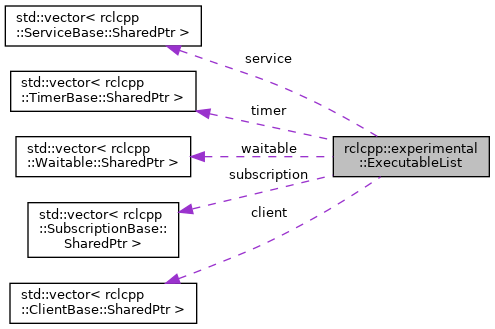 std::vector< rclcpp
::ServiceBase::SharedPtr >
service
std::vector< rclcpp
::TimerBase::SharedPtr >
timer
std::vector< rclcpp
::Waitable::SharedPtr >
waitable
rclcpp::experimental
::ExecutableList
subscription
std::vector< rclcpp
::SubscriptionBase::
SharedPtr >
client
std::vector< rclcpp
::ClientBase::SharedPtr >